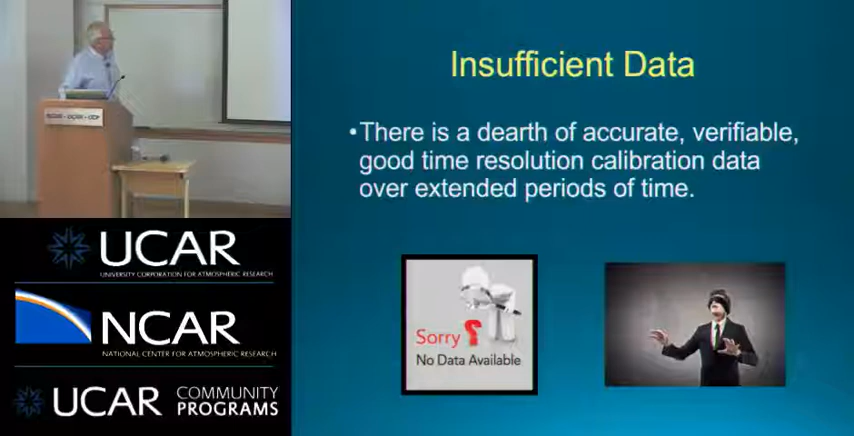 Insufficient Data
•There is a dearth of accurate, verifiable,
good time resolution calibration data
over extended periods of time.
Sorry ?
No Data Available
UCAR
UNIVERSITY CORPORATION FOR ATMOSPHERIC RESEARCH
NCAR
NATIONAL CENTER FOR ATMOSPHERIC RESEARCH
UCAR
COMMUNITY
PROGRAMS